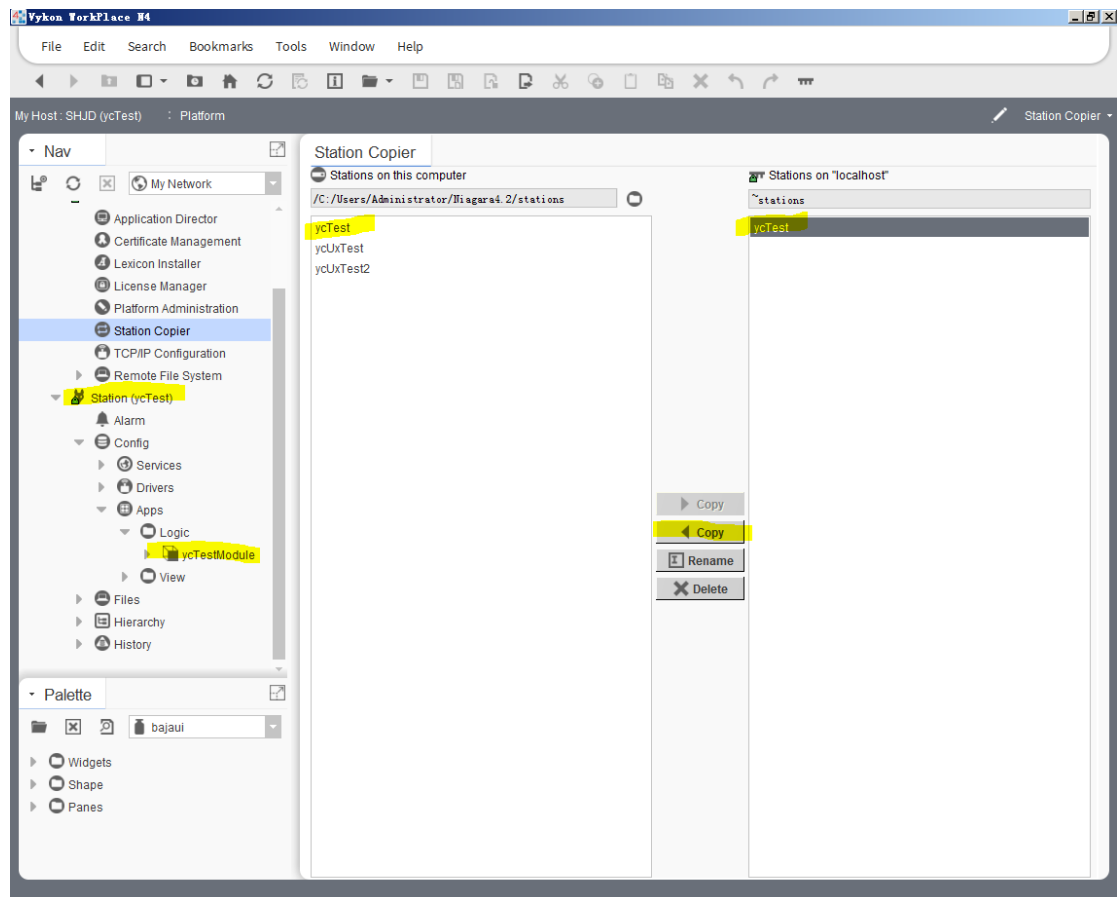 Vykon WorkPlace N4
File Edit Search Bookmarks Tools Window Help
My Host : SHJD (ycTest) : Platform
Station Copier
Nav
My Network
Application Director
Certificate Management
Lexicon Installer
License Manager
Platform Administration
Station Copier
TCP/IP Configuration
Remote File System
Station (ycTest)
Alarm
Config
Services
Drivers
Apps
Logic
ycTestModule
View
Files
Hierarchy
History
Palette
bajaui
Widgets
Shape
Panes
Station Copier
Stations on this computer
/C:/Users/Administrator/Niagara4.2/stations
ycTest
ycUxTest
ycUxTest2
Copy
Copy
Rename
Delete
Stations on "localhost"
~stations
ycTest